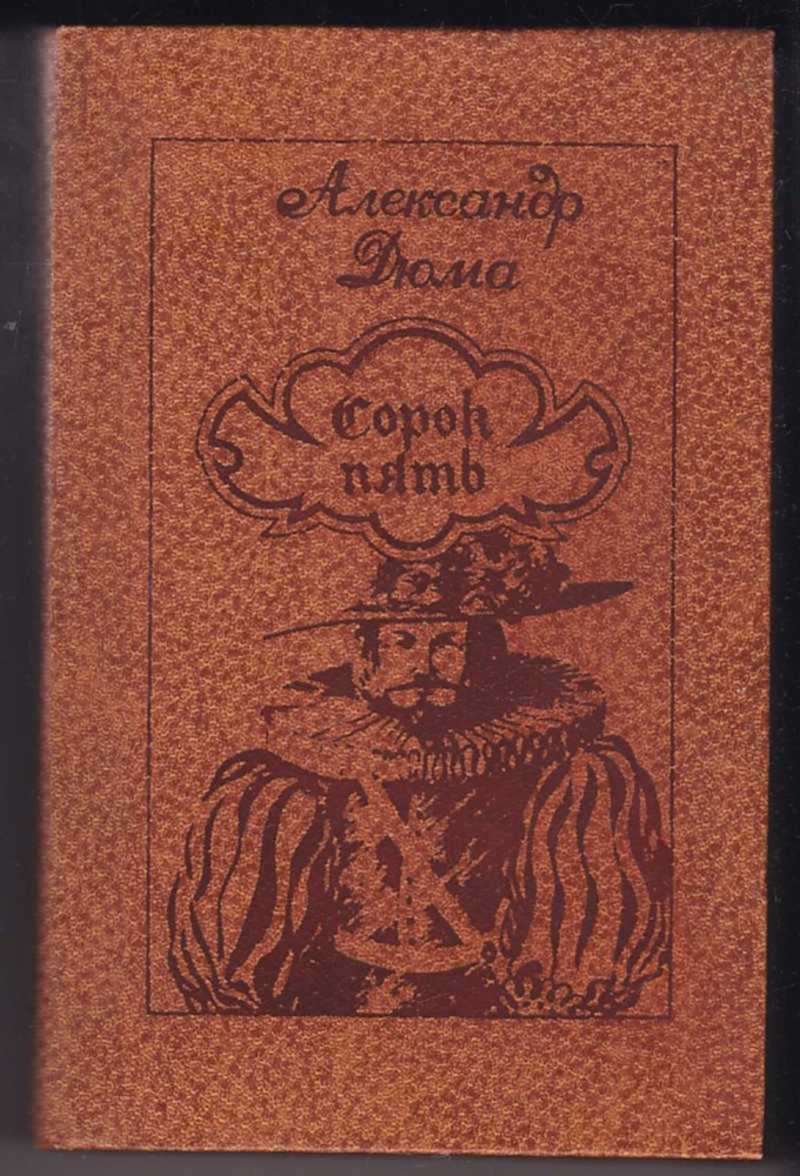 Александр
Дюма
Сорок
пять